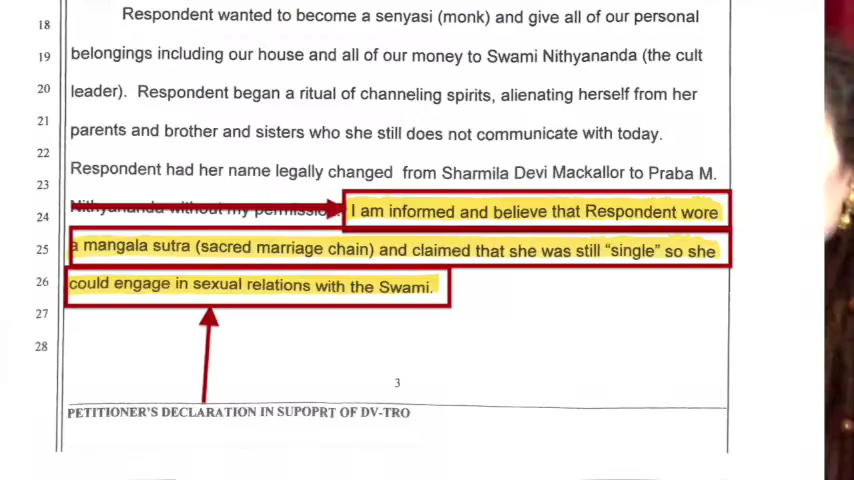 18 Respondent wanted to become a senyasi (monk) and give all of our personal
19 belongings including our house and all of our money to Swami Nithyananda (the cult
20 leader). Respondent began a ritual of channeling spirits, alienating herself from her
21 parents and brother and sisters who she still does not communicate with today.
22
Respondent had her name legally changed from Sharmila Devi Mackallor to Praba M.
23
24 Nithyananda without my permission. I am informed and believe that Respondent wore
25 a mangala sutra (sacred marriage chain) and claimed that she was still “single” so she
26 could engage in sexual relations with the Swami.
27
28
3
PETITIONER'S DECLARATION IN SUPOPRT OF DV-TRO